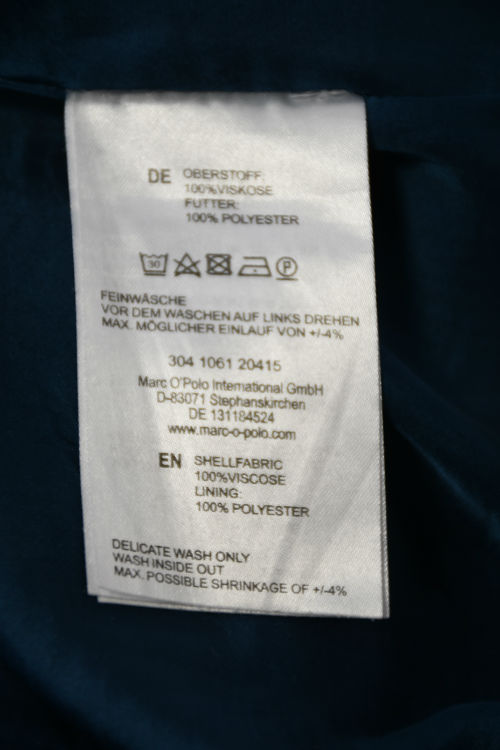 DE OBERSTOFF:
100%VISKOSE
FUTTER:
100% POLYESTER
30
P
FEINWÄSCHE
VOR DEM WASCHEN AUF LINKS DREHEN
MAX. MÖGLICHER EINLAUF VON +/-4%
304 1061 20415
Marc O'Polo International GmbH
D-83071 Stephanskirchen
DE 131184524
www.marc-o-polo.com
EN SHELLFABRIC
100%VISCOSE
LINING:
100% POLYESTER
DELICATE WASH ONLY
WASH INSIDE OUT
MAX. POSSIBLE SHRINKAGE OF +/-4%